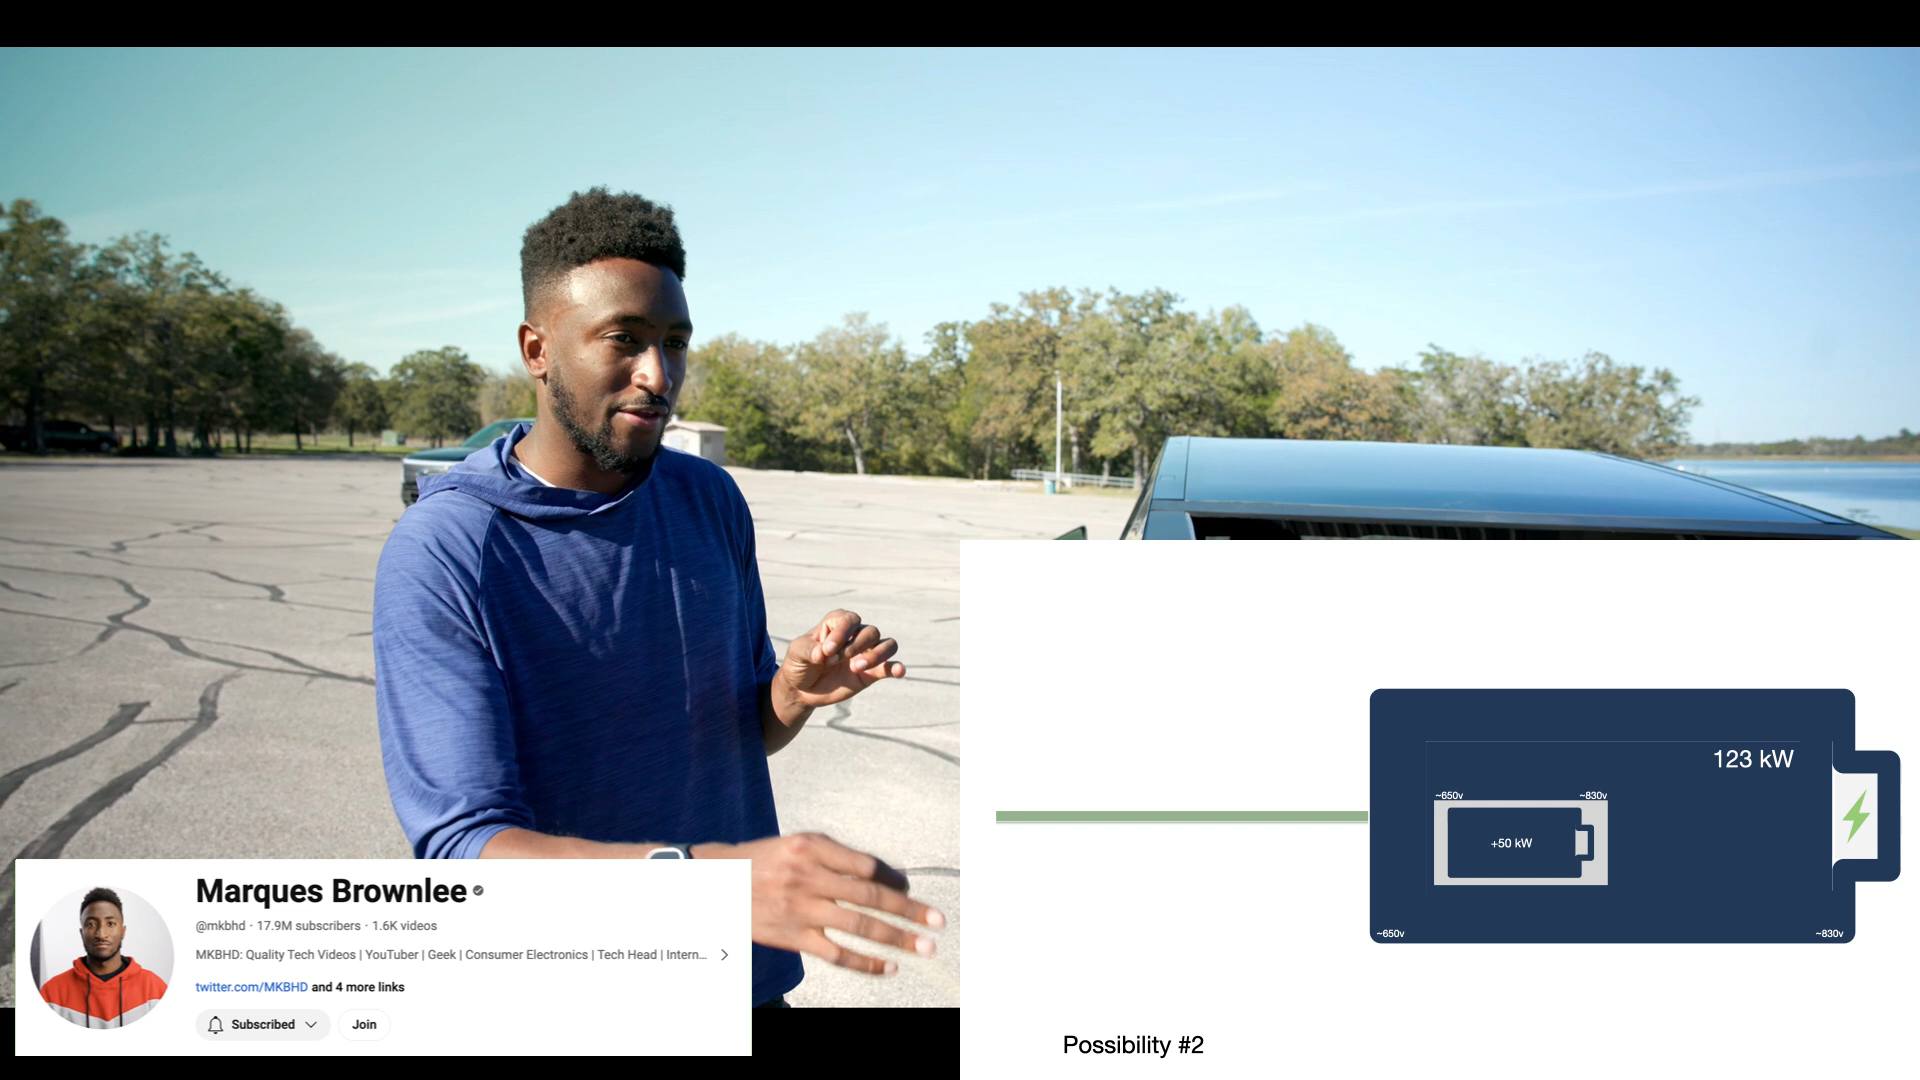 123 kW
~650v
~830v
+50 kW
~650v
~830v
Possibility #2
Marques Brownlee
@mkbhd · 17.9M subscribers · 1.6K videos
MKBHD: Quality Tech Videos | YouTuber | Geek | Consumer Electronics | Tech Head | Intern...
twitter.com/MKBHD and 4 more links
Subscribed
Join